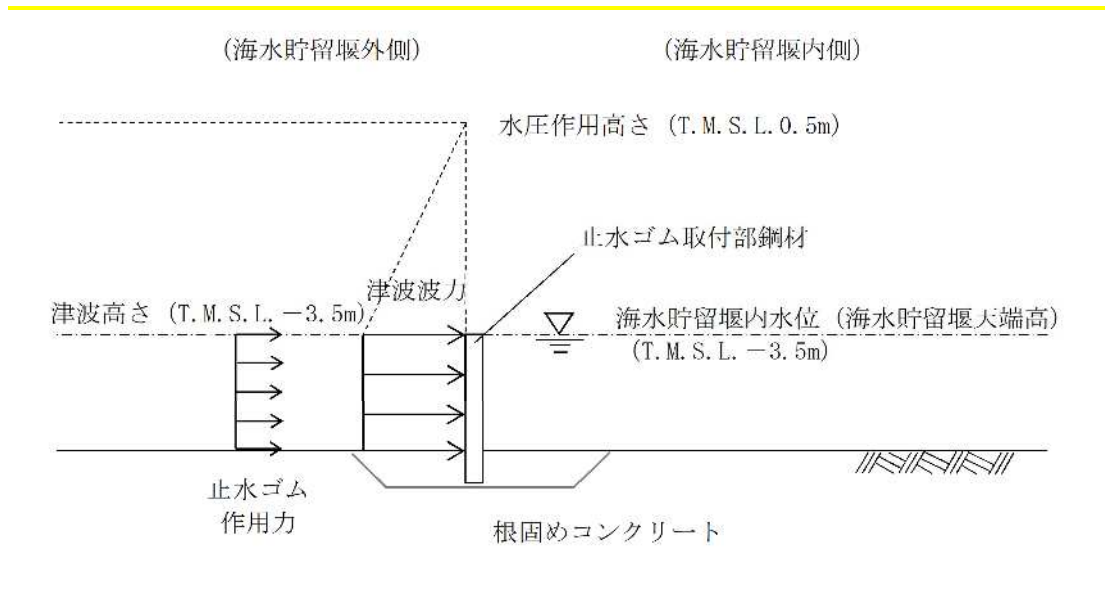 (海水貯留堰外側)
(海水貯留堰内側)
水圧作用高さ (T.M.S.L.0.5m)
止水ゴム取付部鋼材
津波波力
津波高さ (T.M.S.L.－3.5m)
海水貯留堰内水位 (海水貯留堰天端高)
(T.M.S.L.－3.5m)
止水ゴム
作用力
根固めコンクリート